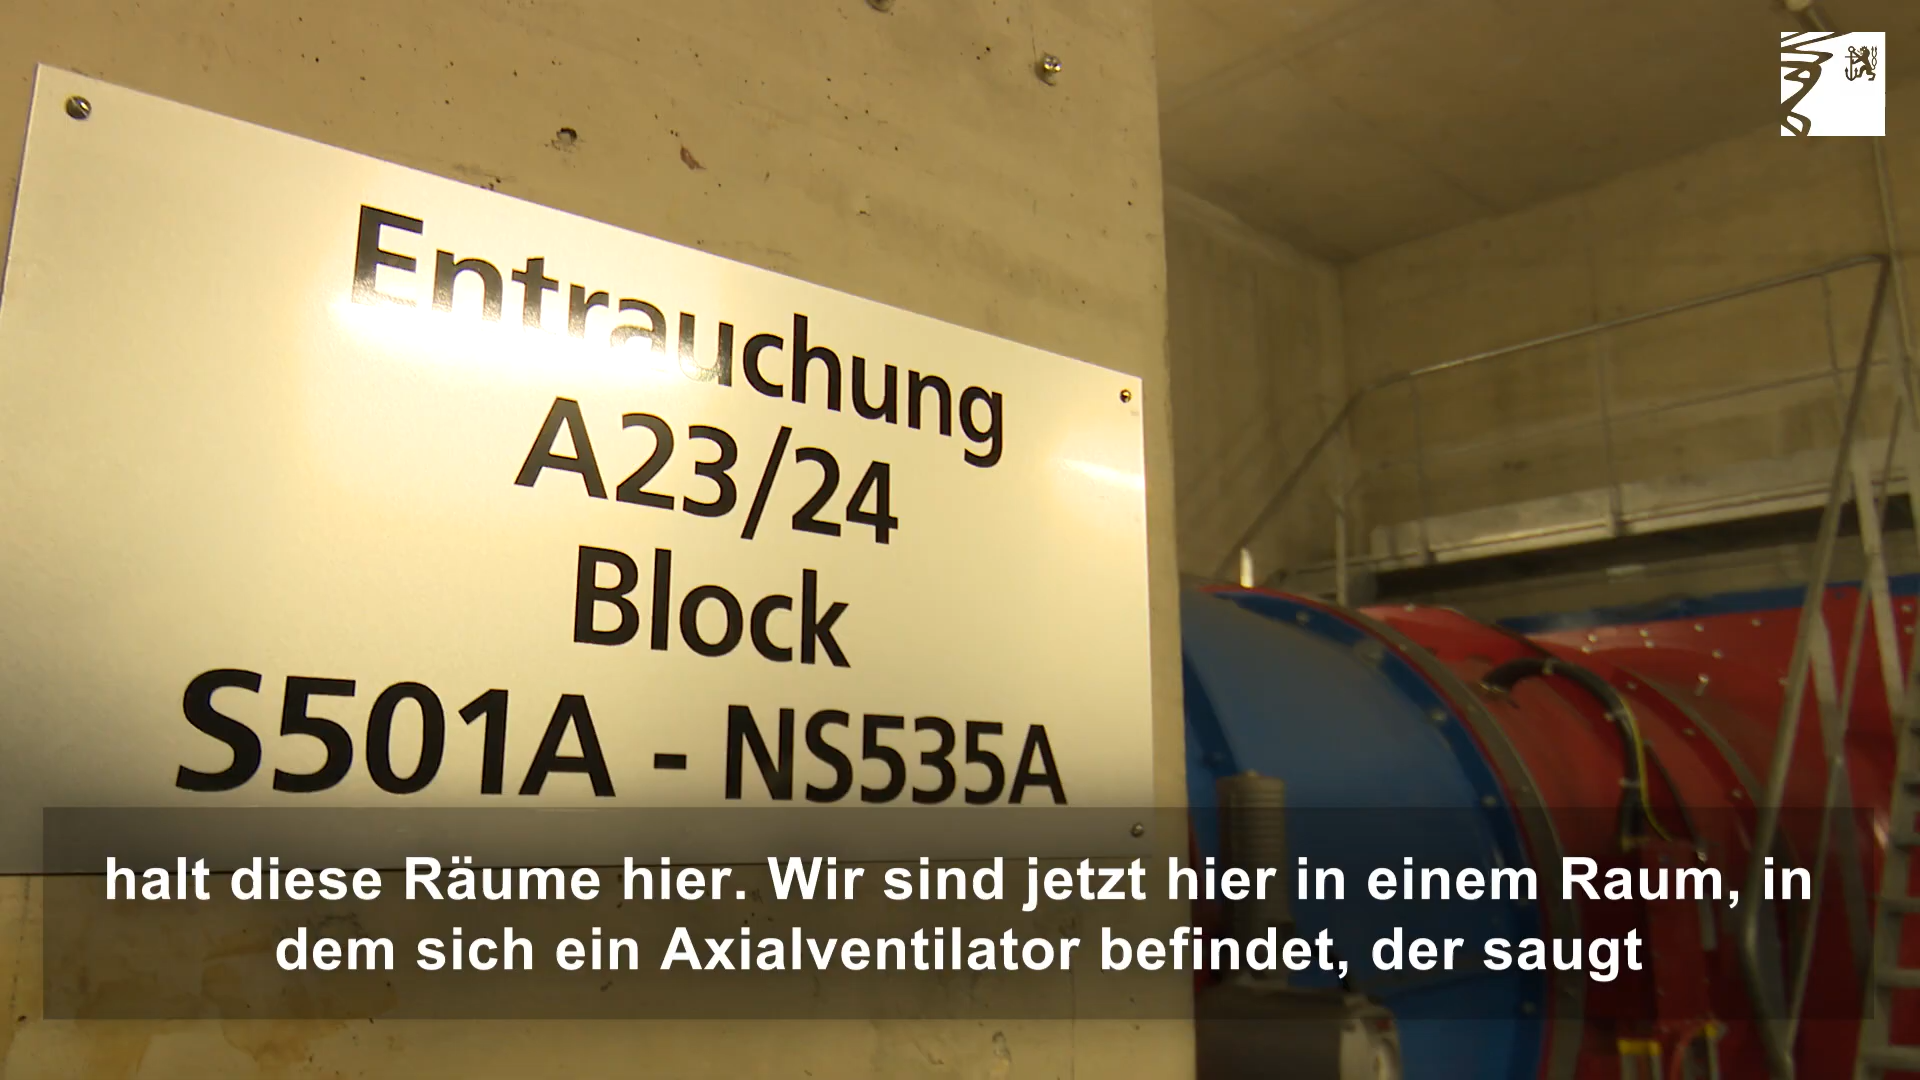 Entrauchung
A23/24
Block
S501A - NS535A
halt diese Räume hier. Wir sind jetzt hier in einem Raum, in
dem sich ein Axialventilator befindet, der saugt